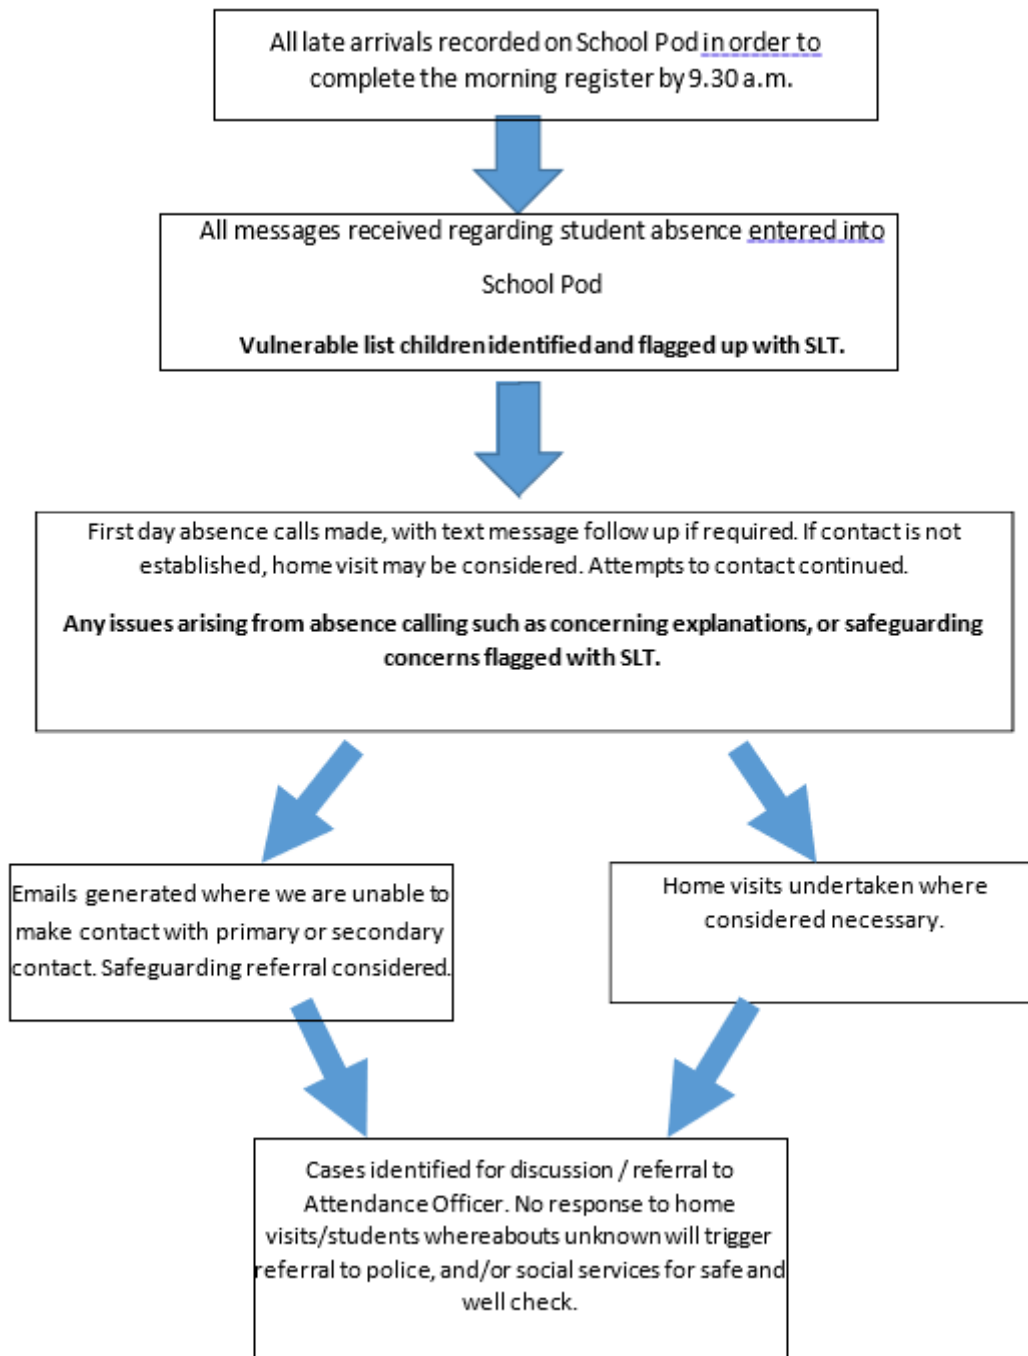 All late arrivals recorded on School Pod in order to
complete the morning register by 9.30 a.m.
All messages received regarding student absence entered into
School Pod
Vulnerable list children identified and flagged up with SLT.
First day absence calls made, with text message follow up if required. If contact is not
established, home visit may be considered. Attempts to contact continued.
Any issues arising from absence calling such as concerning explanations, or safeguarding
concerns flagged with SLT.
Emails generated where we are unable to
make contact with primary or secondary
contact. Safeguarding referral considered.
Home visits undertaken where
considered necessary.
Cases identified for discussion / referral to
Attendance Officer. No response to home
visits/students whereabouts unknown will trigger
referral to police, and/or social services for safe and
well check.